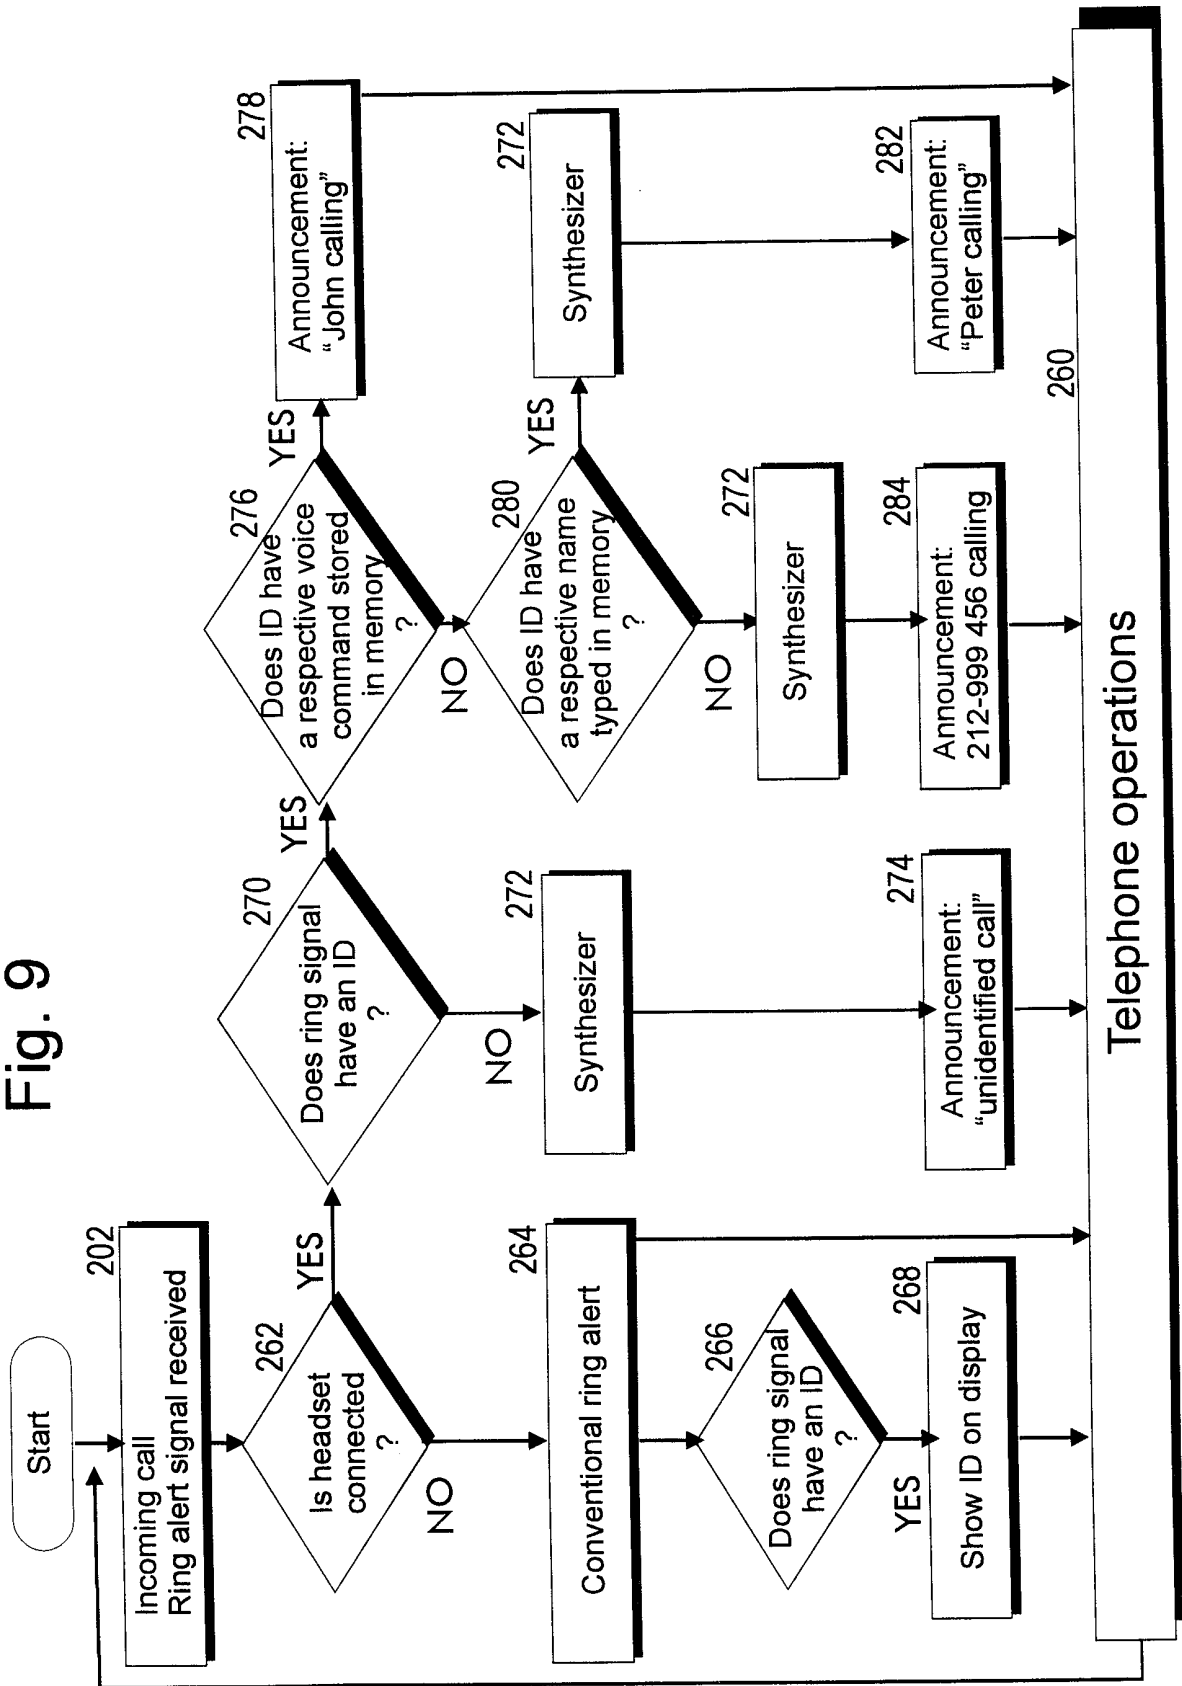 Fig. 9
Start
202
Incoming call
Ring alert signal received
262
Is headset
connected
?
YES
NO
264
Conventional ring alert
266
Does ring signal
have an ID
?
YES
268
Show ID on display
270
Does ring signal
have an ID
?
YES
NO
272
Synthesizer
274
Announcement:
“unidentified call”
276
Does ID have
a respective voice
command stored
in memory
?
YES
NO
278
Announcement:
“John calling”
280
Does ID have
a respective name
typed in memory
?
YES
NO
272
Synthesizer
282
Announcement:
“Peter calling”
272
Synthesizer
284
Announcement:
212-999 456 calling
260
Telephone operations